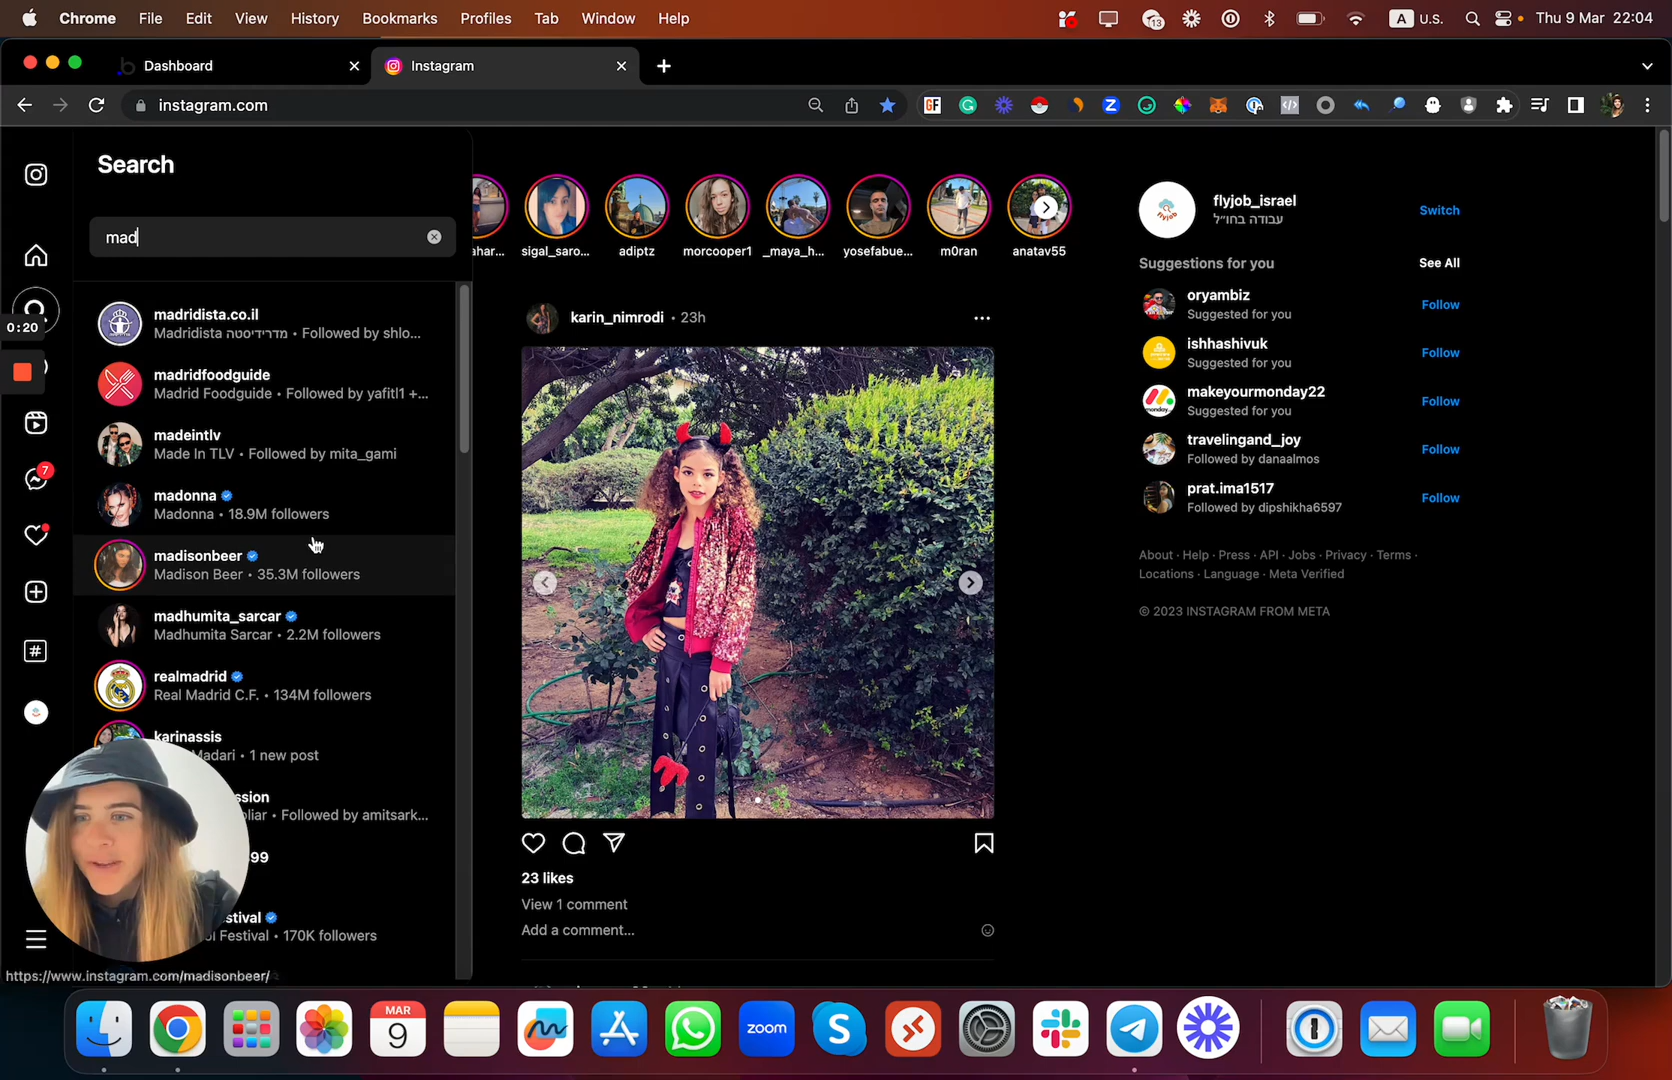 Chrome File Edit View History Bookmarks Profiles Tab Window Help
13
A U.S.
Thu 9 Mar 22:04
Dashboard
Instagram
instagram.com
Search
mad
madridista.co.il
Madridista מדרידיסטה • Followed by shlo...
madridfoodguide
Madrid Foodguide • Followed by yafitl1 +...
madeintlv
Made In TLV • Followed by mita_gami
madonna
Madonna • 18.9M followers
madisonbeer
Madison Beer • 35.3M followers
madhumita_sarcar
Madhumita Sarcar • 2.2M followers
realmadrid
Real Madrid C.F. • 134M followers
karinassis
Madari • 1 new post
ssion
oliar • Followed by amitsark...
99
stival
ol Festival • 170K followers
https://www.instagram.com/madisonbeer/
0:20
7
#
ahar...
sigal_saro...
adiptz
morcooper1
_maya_h...
yosefabue...
m0ran
anatav55
karin_nimrodi • 23h
23 likes
View 1 comment
Add a comment...
flyjob
flyjob_israel
עבודה בחו״ל
Switch
Suggestions for you
See All
oryambiz
Suggested for you
Follow
ishhashivuk
Suggested for you
Follow
makeyourmonday22
Suggested for you
Follow
monday
travelingand_joy
Followed by danaalmos
Follow
prat.ima1517
Followed by dipshikha6597
Follow
About · Help · Press · API · Jobs · Privacy · Terms ·
Locations · Language · Meta Verified
© 2023 INSTAGRAM FROM META
MAR
9
zoom